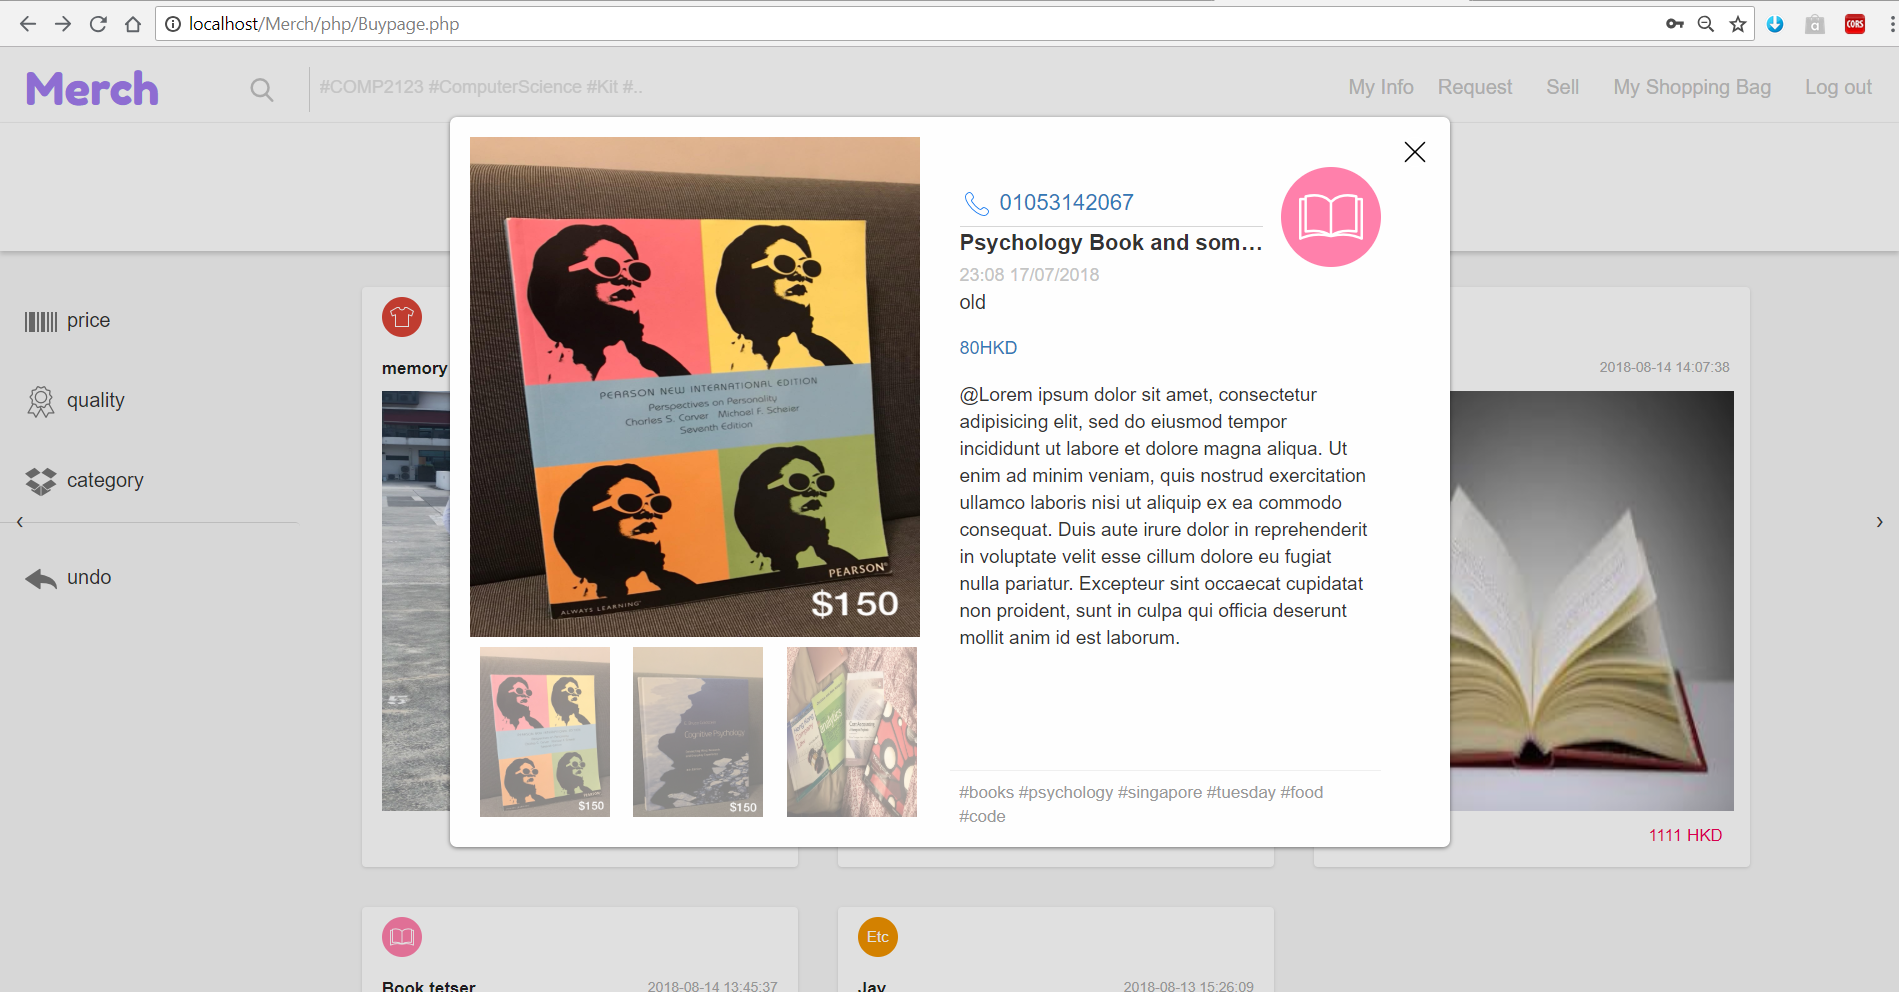 localhost/Merch/php/Buypage.php
CORS
Merch
#COMP2123 #ComputerScience #Kit #..
My Info
Request
Sell
My Shopping Bag
Log out
price
quality
category
undo
memory
PEARSON NEW INTERNATIONAL EDITION
Perspectives on Personality
Charles S. Carver Michael F. Scheier
Seventh Edition
ALWAYS LEARNING
PEARSON
$150
$150
Cognitive Psychology
$150
01053142067
Psychology Book and som...
23:08 17/07/2018
old
80HKD
@Lorem ipsum dolor sit amet, consectetur
adipisicing elit, sed do eiusmod tempor
incididunt ut labore et dolore magna aliqua. Ut
enim ad minim veniam, quis nostrud exercitation
ullamco laboris nisi ut aliquip ex ea commodo
consequat. Duis aute irure dolor in reprehenderit
in voluptate velit esse cillum dolore eu fugiat
nulla pariatur. Excepteur sint occaecat cupidatat
non proident, sunt in culpa qui officia deserunt
mollit anim id est laborum.
#books #psychology #singapore #tuesday #food
#code
2018-08-14 14:07:38
1111 HKD
Book tetser
2018-08-14 13:45:37
Etc
Jay
2018-08-13 15:26:09